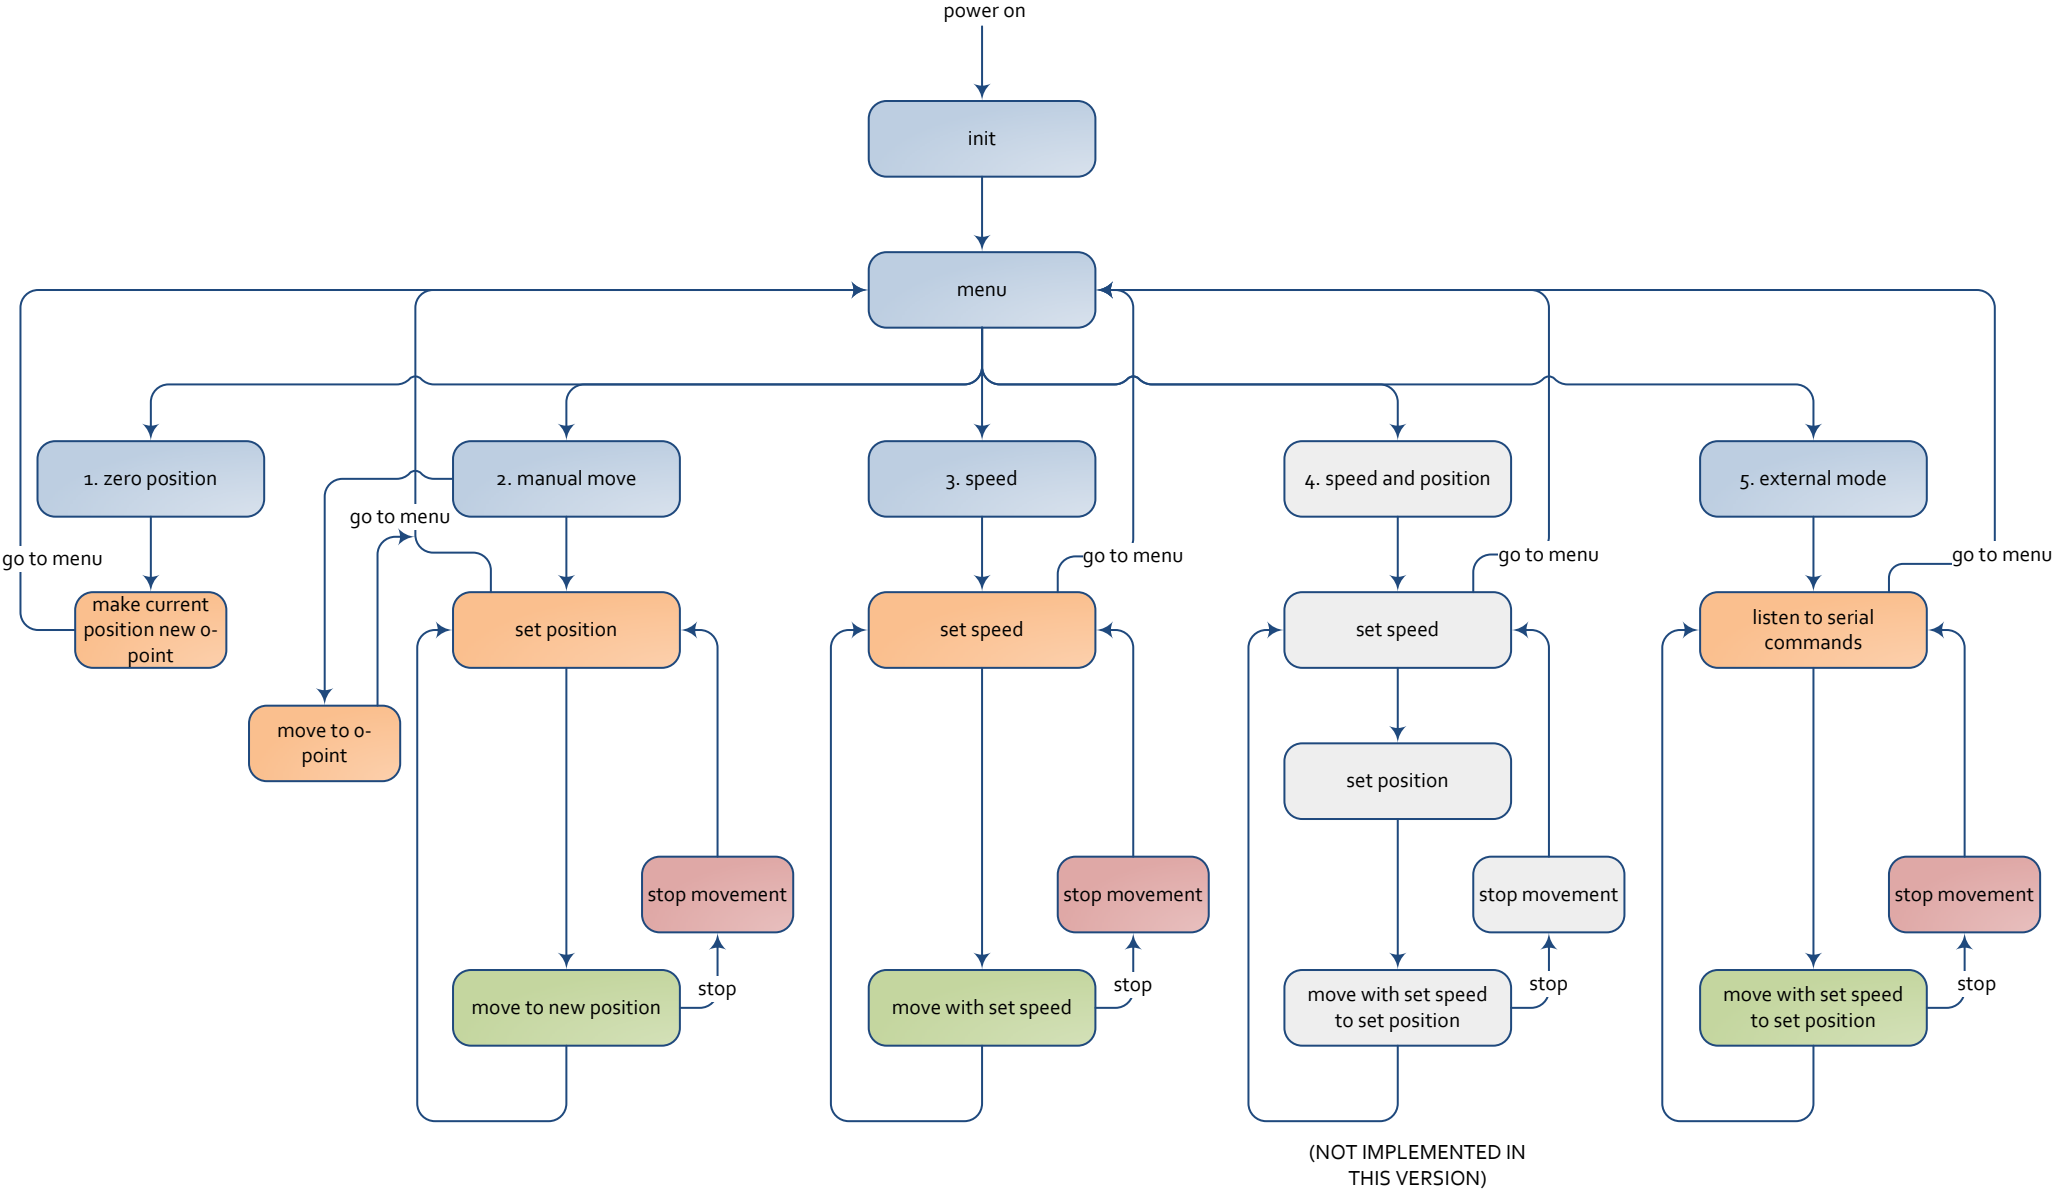 power on
init
menu
1. zero position
2. manual move
3. speed
4. speed and position
5. external mode
go to menu
go to menu
go to menu
go to menu
go to menu
make current
position new 0-
point
set position
set speed
set speed
listen to serial
commands
move to 0-
point
set position
stop movement
stop movement
stop movement
stop movement
move to new position
stop
move with set speed
stop
move with set speed
to set position
stop
move with set speed
to set position
stop
(NOT IMPLEMENTED IN
THIS VERSION)